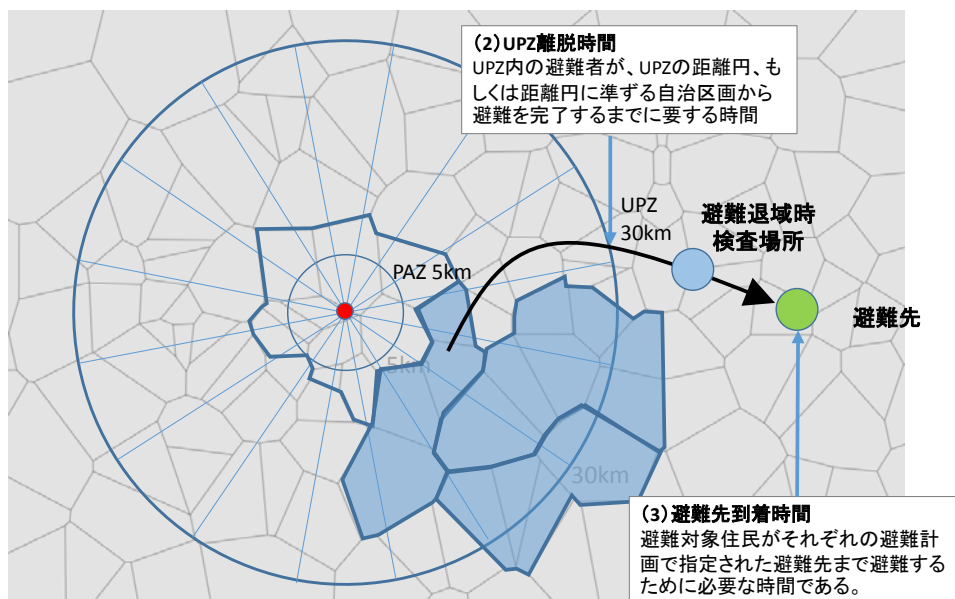 (2)UPZ離脱時間
UPZ内の避難者が、UPZの距離円、も
しくは距離円に準ずる自治区画から
避難を完了するまでに要する時間
UPZ
30km
避難退域時
検査場所
PAZ 5km
避難先
5km
30km
(3)避難先到着時間
避難対象住民がそれぞれの避難計
画で指定された避難先まで避難する
ために必要な時間である。